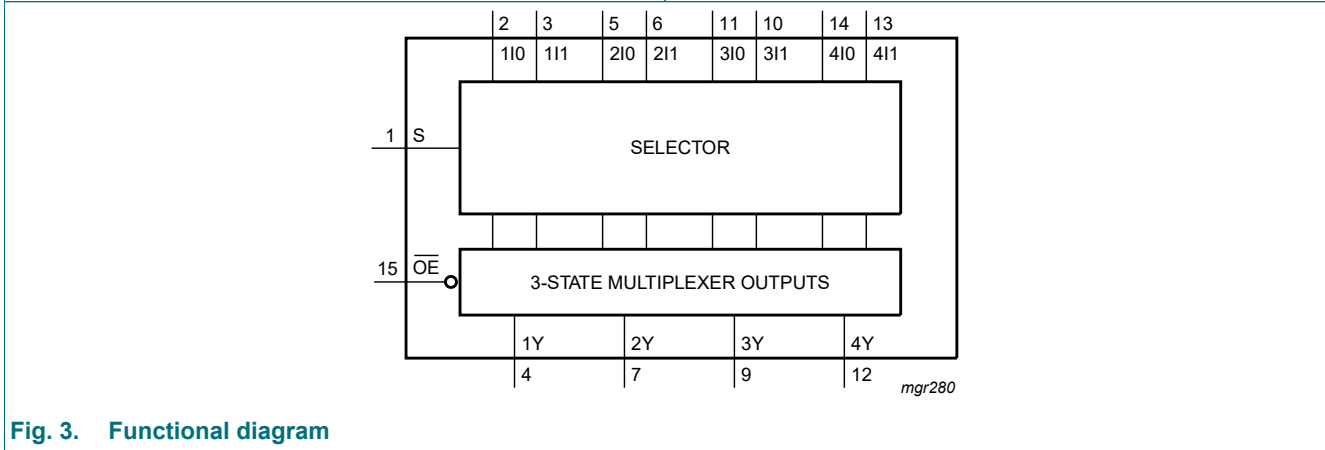 2 3 5 6 11 10 14 13
1I0 1I1 2I0 2I1 3I0 3I1 4I0 4I1
1 S
SELECTOR
15 O̅E̅
3-STATE MULTIPLEXER OUTPUTS
1Y 2Y 3Y 4Y
4 7 9 12
mgr280
Fig. 3. Functional diagram